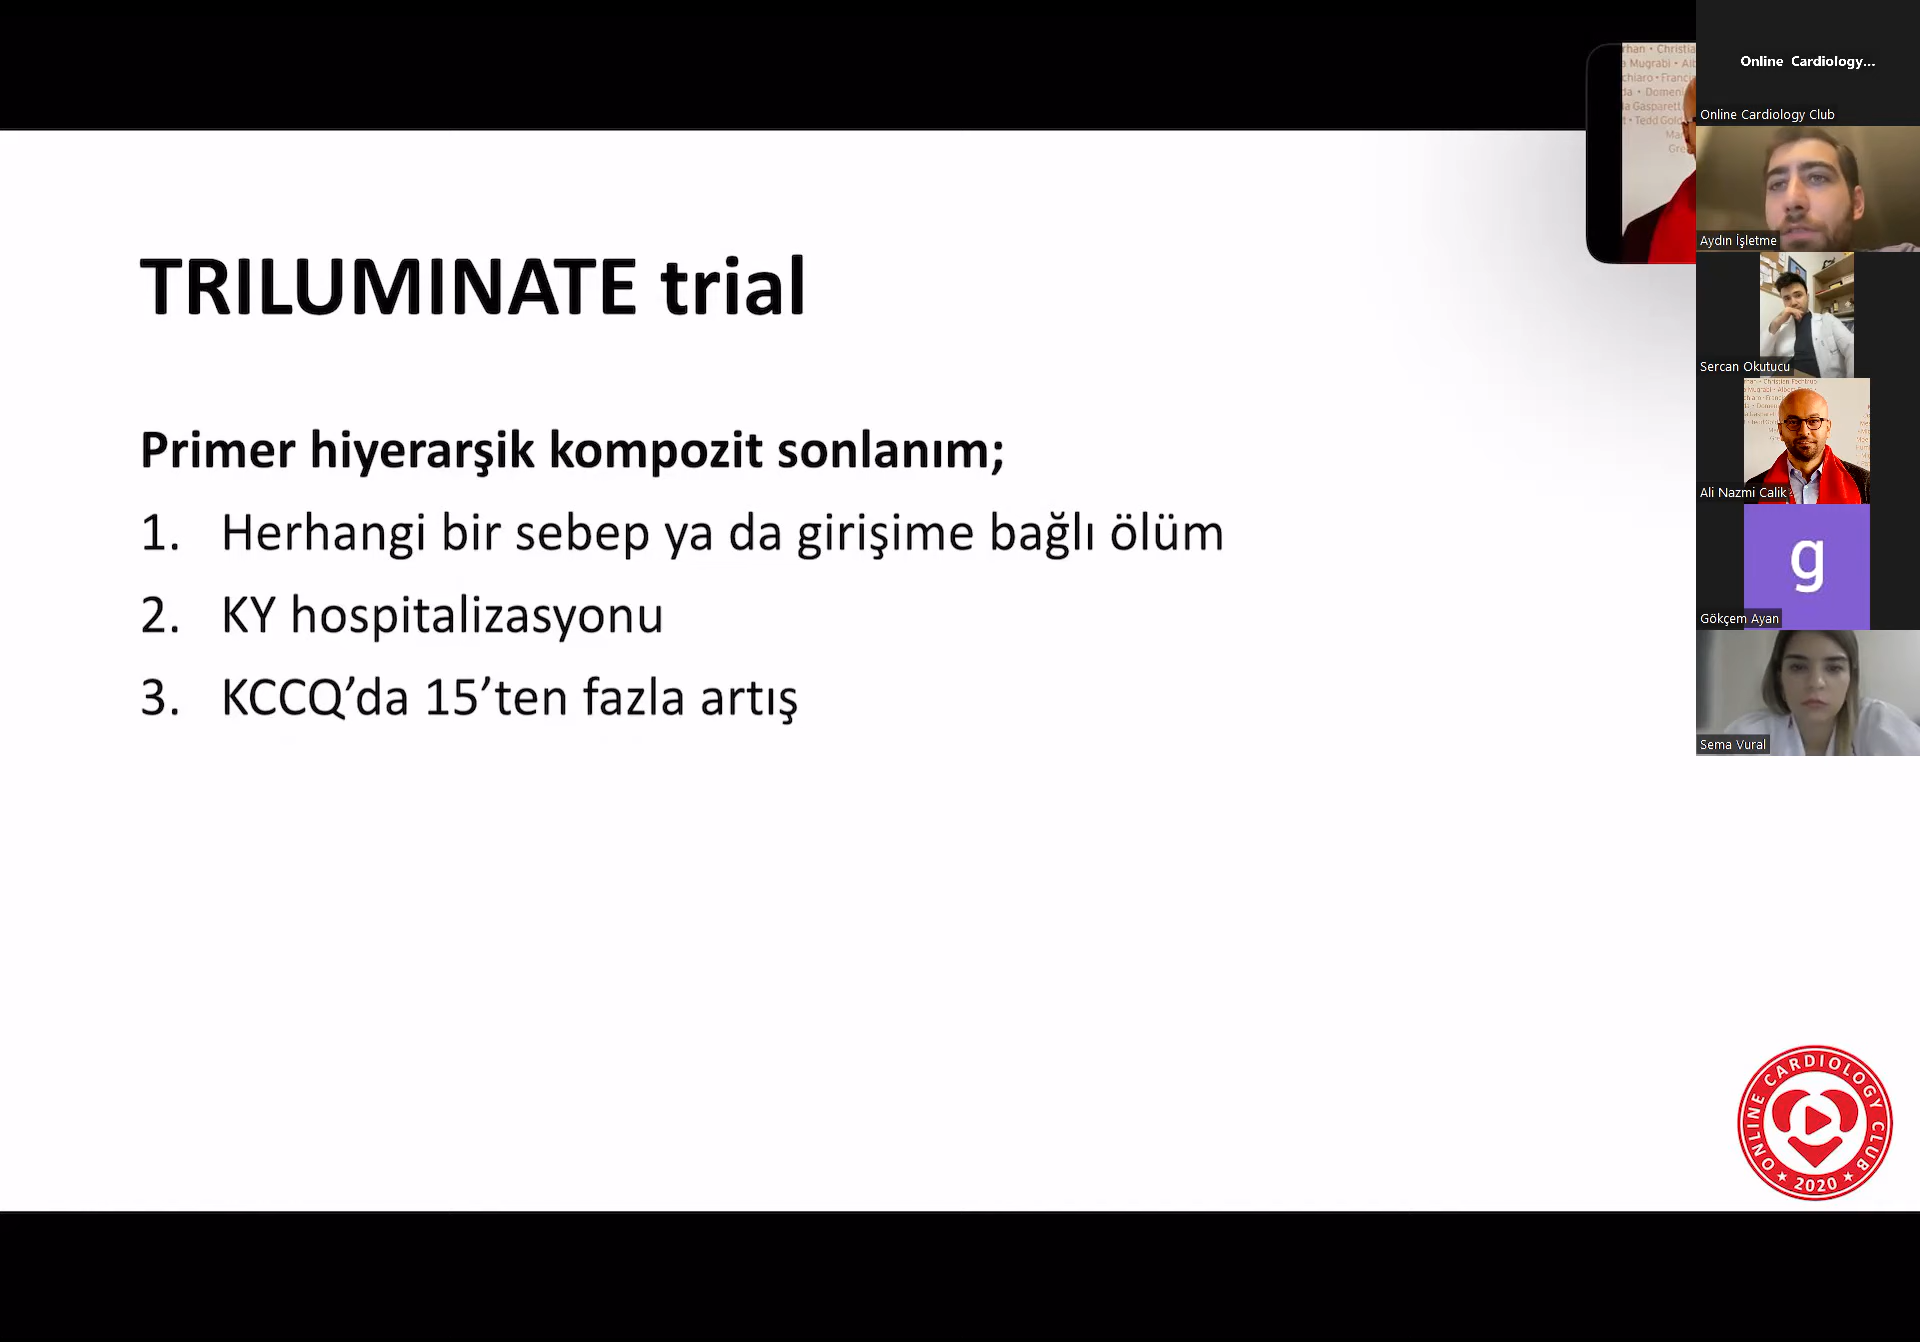 TRILUMINATE trial
Primer hiyerarşik kompozit sonlanım;
1. Herhangi bir sebep ya da girişime bağlı ölüm
2. KY hospitalizasyonu
3. KCCQ’da 15’ten fazla artış
Online Cardiology...
Online Cardiology Club
Aydın İşletme
Sercan Okutucu
Ali Nazmi Calik
g
Gökçem Ayan
Sema Vural
ONLINE CARDIOLOGY CLUB
2020